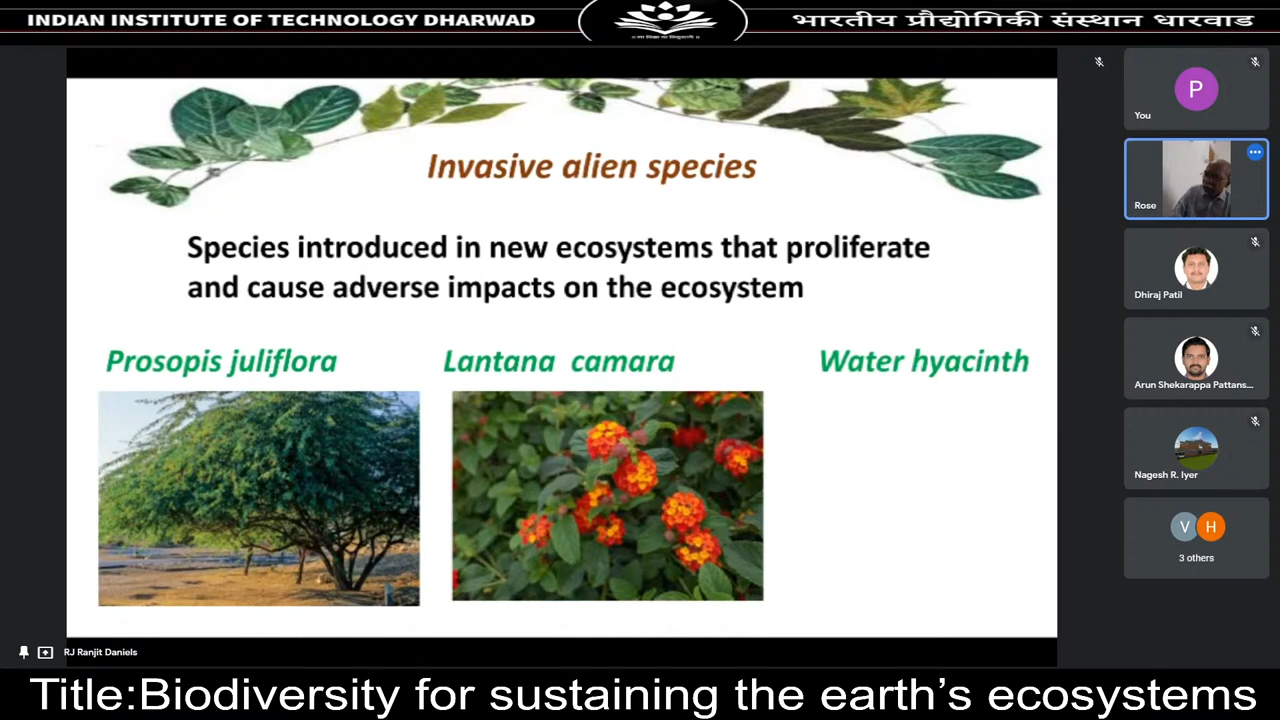 INDIAN INSTITUTE OF TECHNOLOGY DHARWAD
भारतीय प्रौद्योगिकी संस्थान धारवाड
Invasive alien species
Species introduced in new ecosystems that proliferate
and cause adverse impacts on the ecosystem
Prosopis juliflora
Lantana camara
Water hyacinth
P
You
Rose
Dhiraj Patil
Arun Shekarappa Pattans...
Nagesh R. Iyer
V
H
3 others
RJ Ranjit Daniels
Title:Biodiversity for sustaining the earth's ecosystems